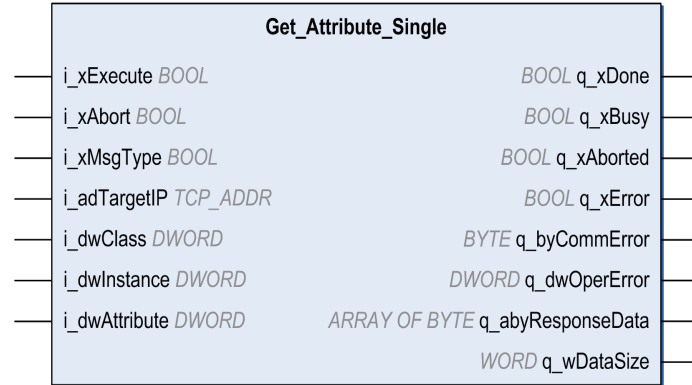 Get_Attribute_Single
i_xExecute BOOL BOOL q_xDone
i_xAbort BOOL BOOL q_xBusy
i_xMsgType BOOL BOOL q_xAborted
i_adTargetIP TCP_ADDR BOOL q_xError
i_dwClass DWORD BYTE q_byCommError
i_dwInstance DWORD DWORD q_dwOperError
i_dwAttribute DWORD ARRAY OF BYTE q_abyResponseData
WORD q_wDataSize